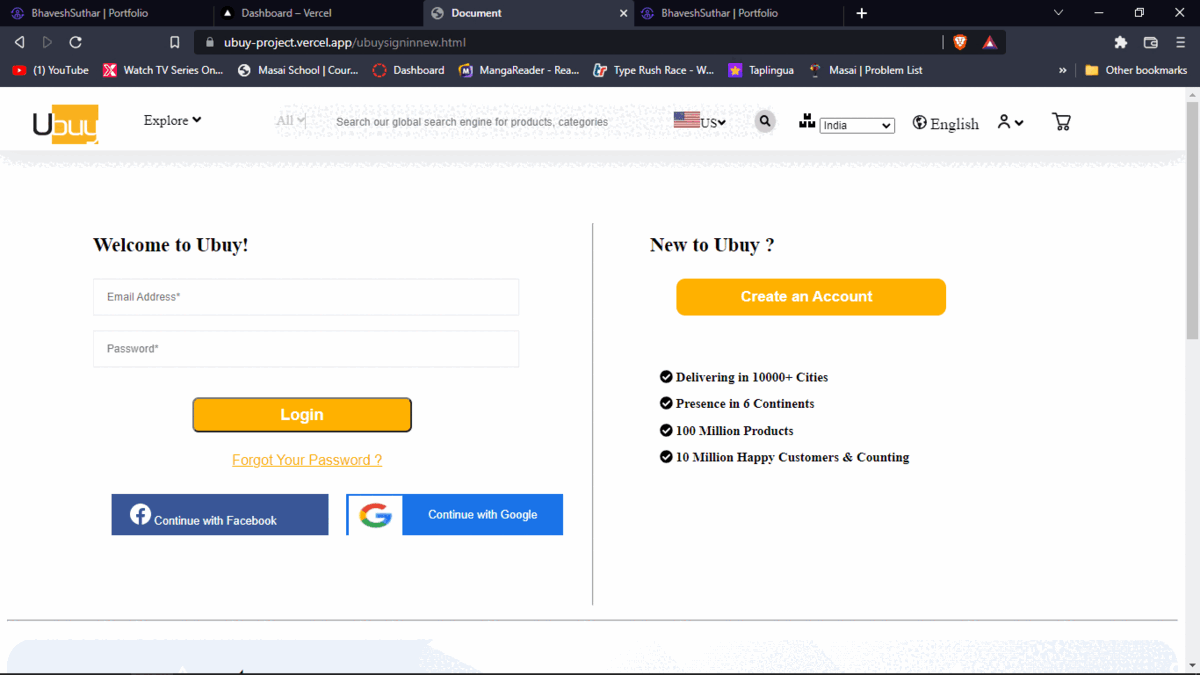 BhaveshSuthar | Portfolio
Dashboard – Vercel
Document
BhaveshSuthar | Portfolio
ubuy-project.vercel.app/ubuysigninnew.html
(1) YouTube
Watch TV Series On...
Masai School | Cour...
Dashboard
MangaReader - Rea...
Type Rush Race - W...
Taplingua
Masai | Problem List
»
Other bookmarks
Ubuy
Explore
All
Search our global search engine for products, categories
US
India
English
Welcome to Ubuy!
Email Address*
Password*
Login
Forgot Your Password ?
Continue with Facebook
Continue with Google
New to Ubuy ?
Create an Account
Delivering in 10000+ Cities
Presence in 6 Continents
100 Million Products
10 Million Happy Customers & Counting